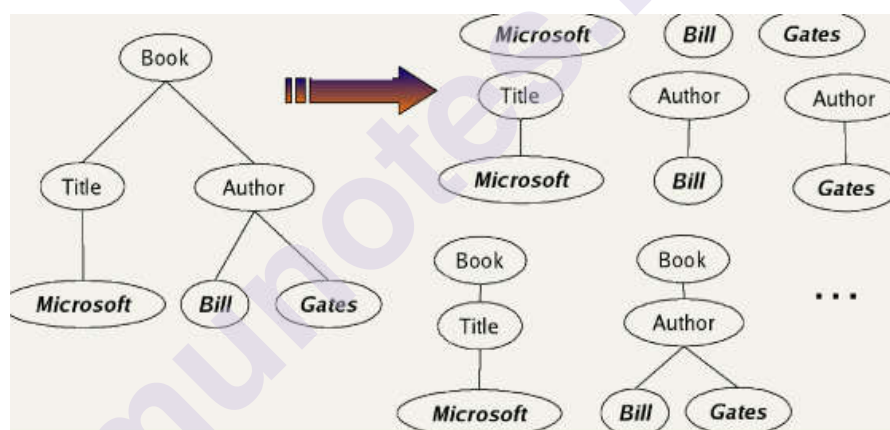 Book
Title Author
Microsoft Bill Gates
Microsoft Bill Gates
Title Author Author
Microsoft Bill Gates
Book Book
Title Author
...
Microsoft Bill Gates
munotes.